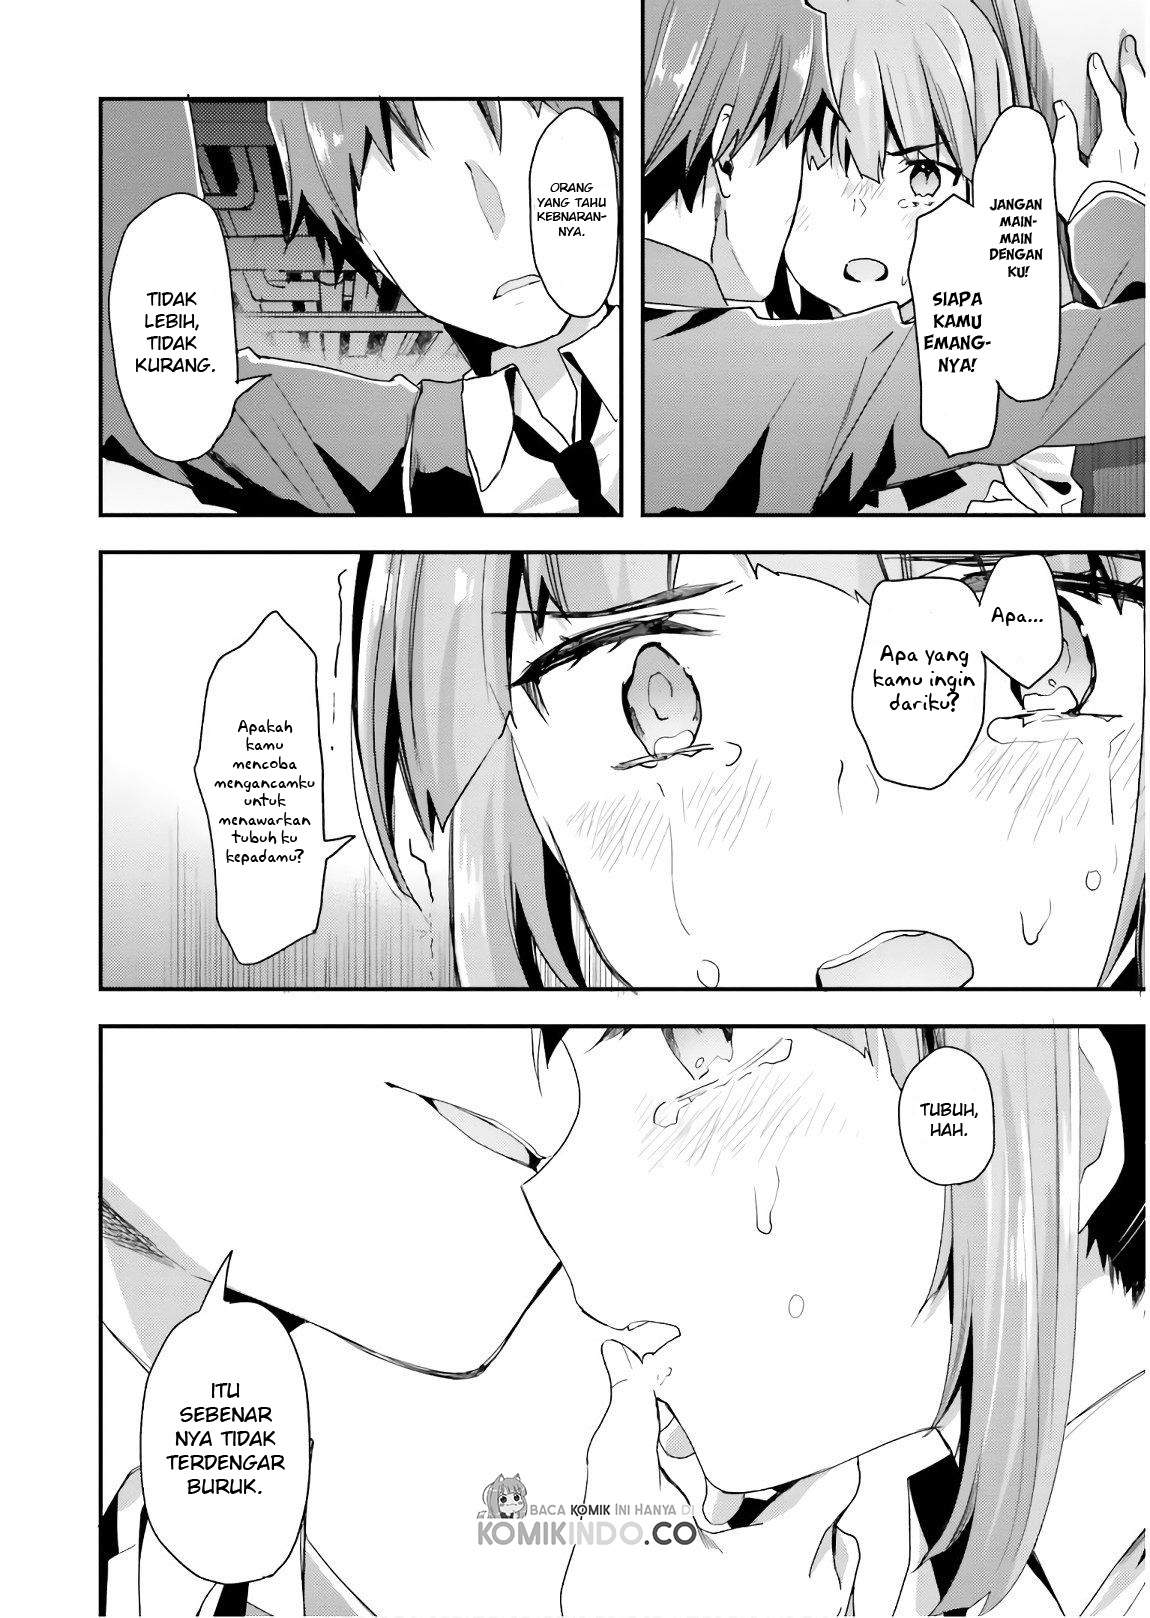 JANGAN
MAIN-
MAIN
DENGAN
KU!
SIAPA
KAMU
EMANG-
NYA!
ORANG
YANG TAHU
KEBNARAN-
NYA.
TIDAK
LEBIH,
TIDAK
KURANG.
Apa...
Apa yang
kamu ingin
dariku?
Apakah
kamu
mencoba
mengancamku
untuk
menawarkan
tubuh ku
kepadamu?
TUBUH,
HAH.
ITU
SEBENAR
NYA TIDAK
TERDENGAR
BURUK.
BACA KOMIK INI HANYA DI
KOMIKINDO.CO